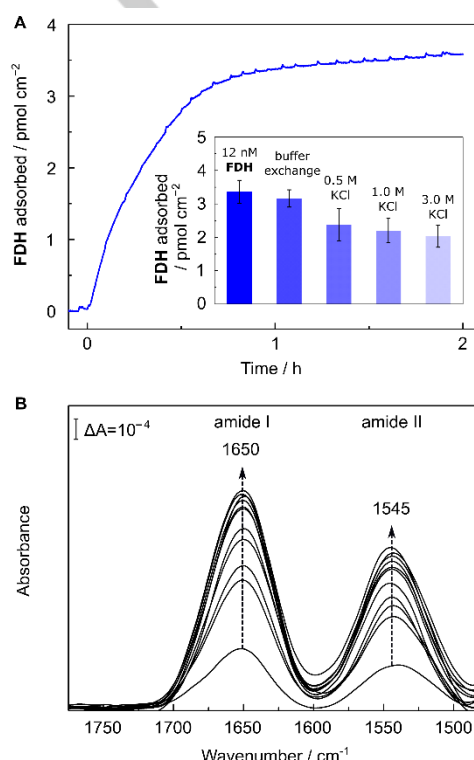 A
4
3
2
1
0
FDH adsorbed / pmol cm⁻²
0
1
2
Time / h
5
4
3
2
1
0
FDH adsorbed
/ pmol cm⁻²
12 nM
FDH
buffer
exchange
0.5 M
KCl
1.0 M
KCl
3.0 M
KCl
B
ΔA=10⁻⁴
amide I
amide II
1650
1545
Absorbance
1750
1700
1650
1600
1550
1500
Wavenumber / cm⁻¹